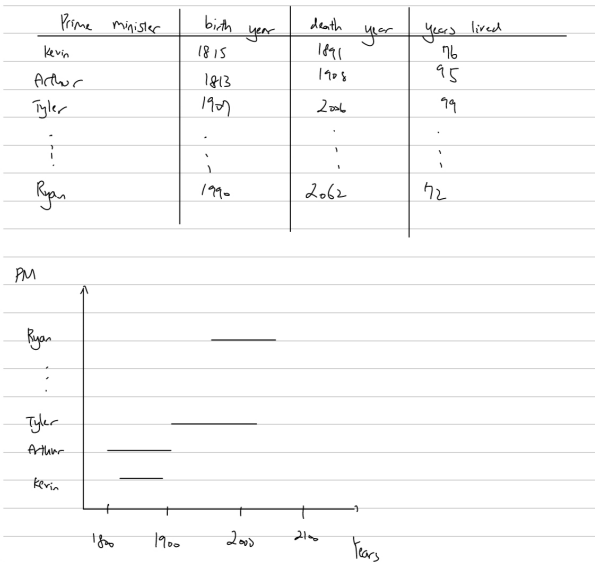 Prime minister birth year death year years lived
Kevin 1815 1891 76
Arthur 1813 1908 95
Tyler 1907 2006 99
Ryan 1990 2062 72
PM
Ryan
Tyler
Arthur
Kevin
1800 1900 2000 2100
Years